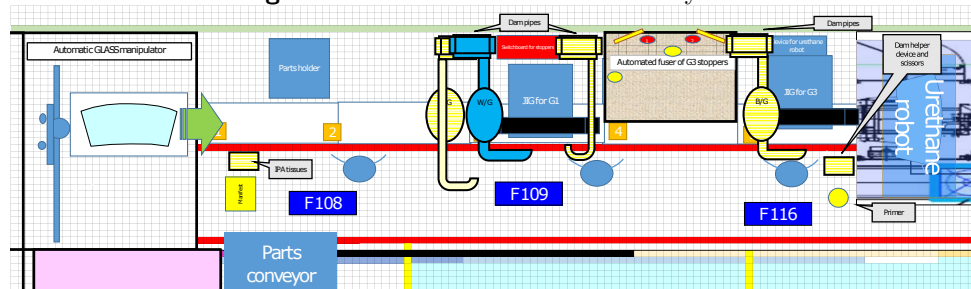 Dam pipes
Dam pipes
Automatic GLASS manipulator
Parts holder
Switchboard for stoppers
Automated fuser of G3 stoppers
device for urethane
robot
Dam helper
device and
scissors
JIG for G1
JIG for G3
G
W/G
B/G
Urethane
robot
2
4
IPA tissues
Manifest
F108
F109
F116
Primer
Parts
conveyor